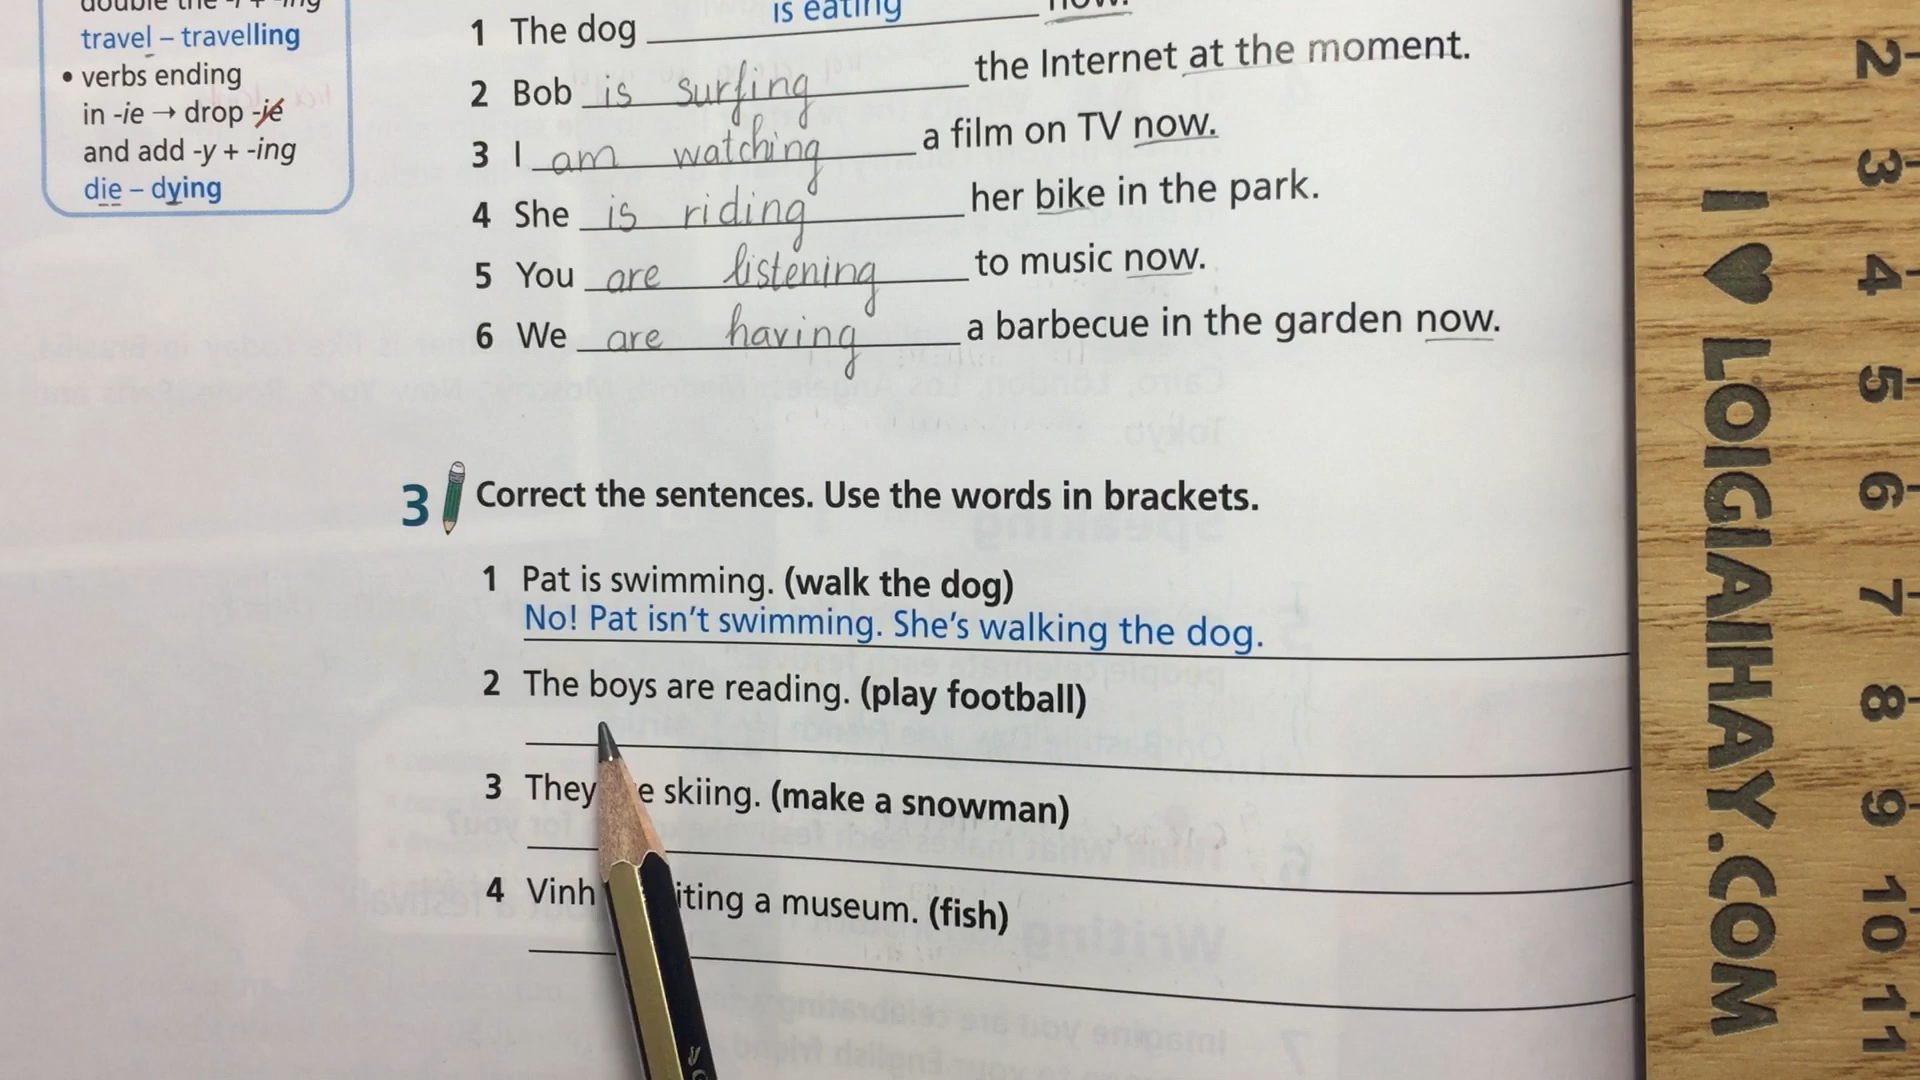 travel – travelling
• verbs ending
in -ie → drop -ie
and add -y + -ing
die – dying
1 The dog is eating now.
2 Bob is surfing the Internet at the moment.
3 I am watching a film on TV now.
4 She is riding her bike in the park.
5 You are listening to music now.
6 We are having a barbecue in the garden now.
3 Correct the sentences. Use the words in brackets.
1 Pat is swimming. (walk the dog)
No! Pat isn't swimming. She's walking the dog.
2 The boys are reading. (play football)
3 They e skiing. (make a snowman)
4 Vinh iting a museum. (fish)
I ♥ LOIGIAIHAY.COM
2 3 4 5 6 7 8 9 10 11